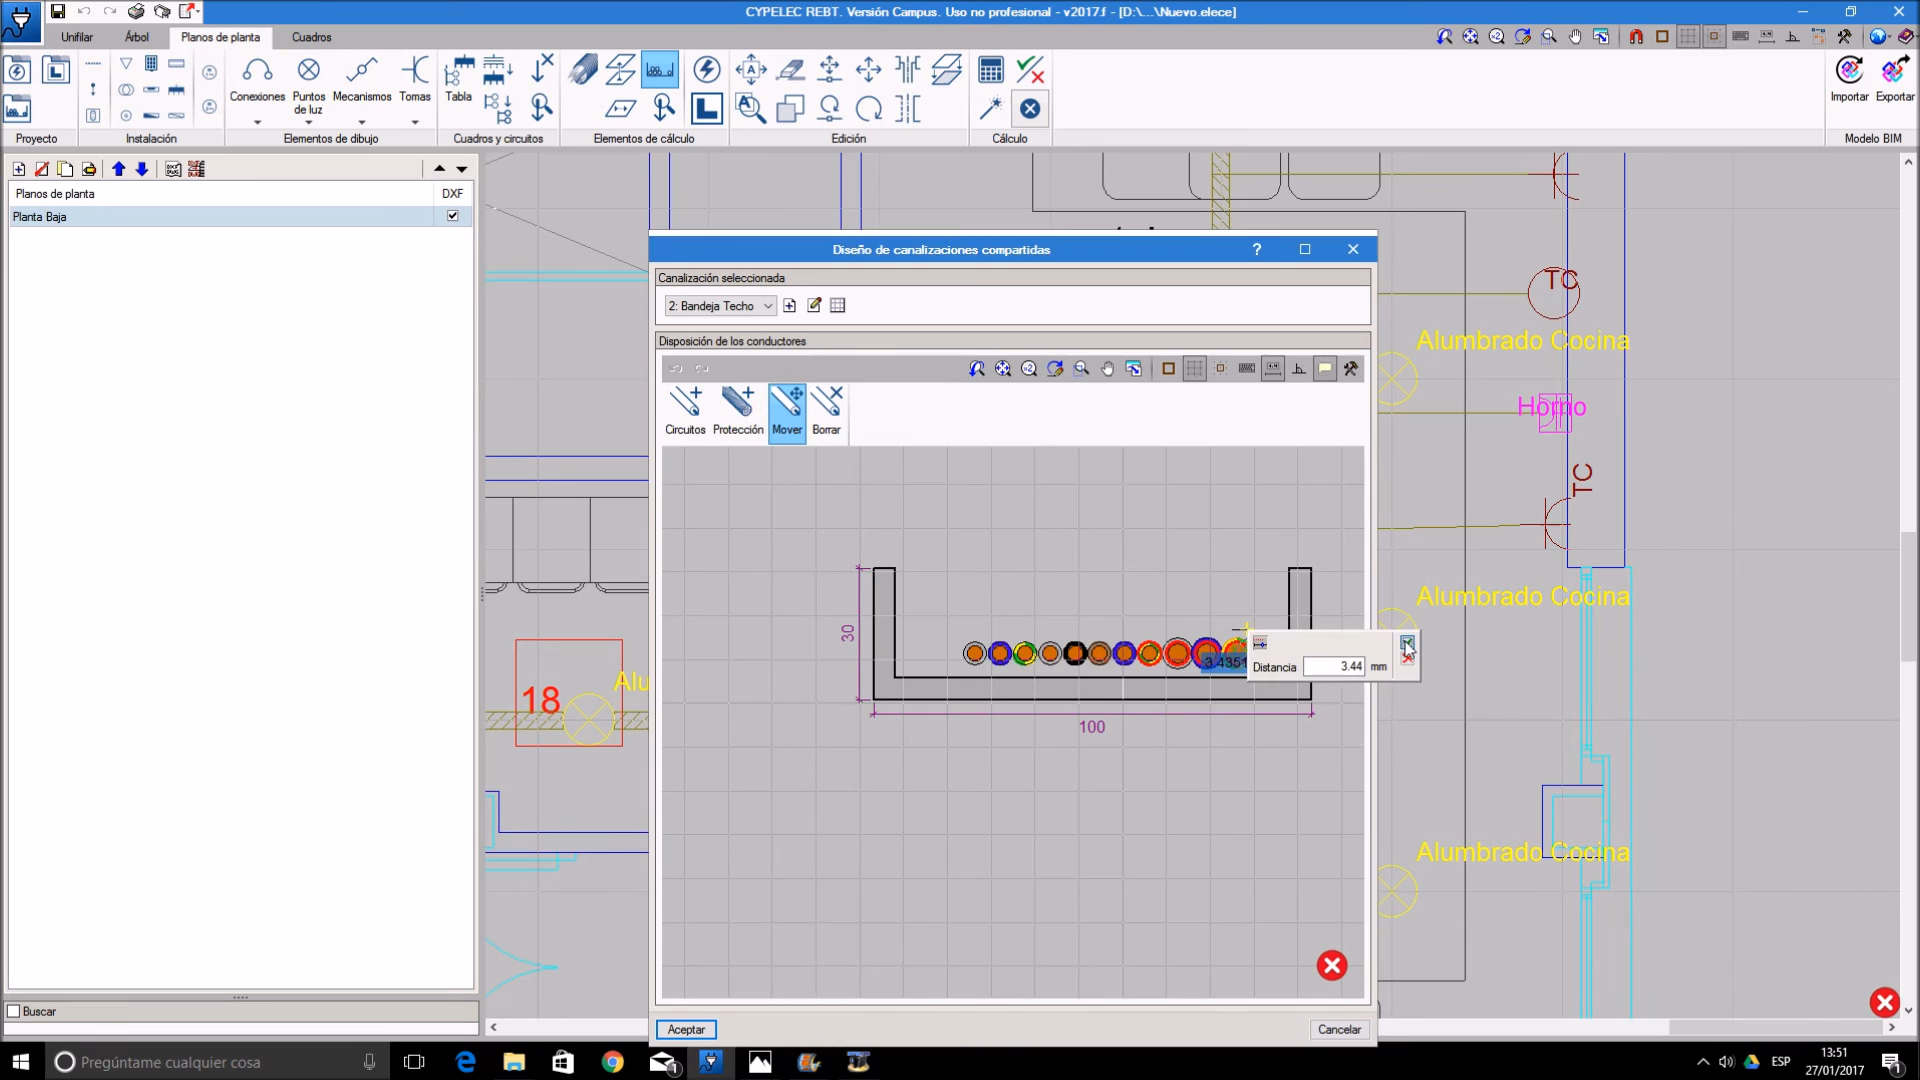 CYPELEC REBT. Versión Campus. Uso no profesional - v2017.f - [D:\...\Nuevo.elece]
Unifilar Árbol Planos de planta Cuadros
Conexiones Puntos de luz Mecanismos Tomas Tabla Importar Exportar
Proyecto Instalación Elementos de dibujo Cuadros y circuitos Elementos de cálculo Edición Cálculo Modelo BIM
Planos de planta DXF
Planta Baja
Diseño de canalizaciones compartidas
Canalización seleccionada
2: Bandeja Techo
Disposición de los conductores
Circuitos Protección Mover Borrar
30
100
3.4351
Distancia 3.44 mm
TC
Alumbrado Cocina
Horno
TC
Alumbrado Cocina
Alumbrado Cocina
18
Alu
Buscar
Aceptar Cancelar
Pregúntame cualquier cosa
1
ESP
13:51
27/01/2017
1